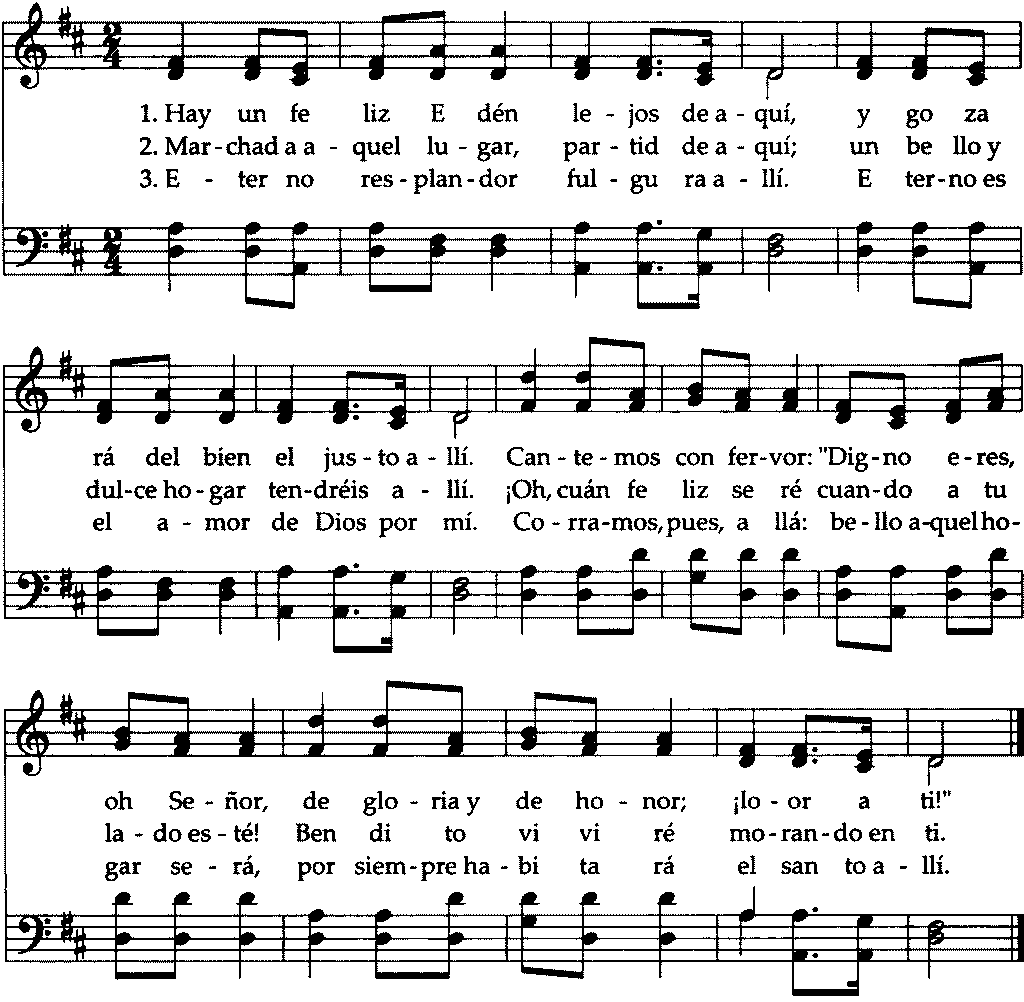 1. Hay un fe liz E dén le - jos de a - quí, y go za
2. Mar - chad a a - quel lu - gar, par - tid de a - quí; un be llo y
3. E - ter no res - plan - dor ful - gu ra a - llí. E ter - no es
rá del bien el jus - to a - llí. Can - te - mos con fer - vor: "Dig - no e - res,
dul - ce ho - gar ten - dréis a - llí. ¡Oh, cuán fe liz se ré cuan - do a tu
el a - mor de Dios por mí. Co - rra - mos, pues, a llá: be - llo a - quel ho -
oh Se - ñor, de glo - ria y de ho - nor; ¡lo - or a ti!"
la - do es - té! Ben di to vi vi ré mo - ran - do en ti.
gar se - rá, por siem - pre ha - bi ta rá el san to a - llí.